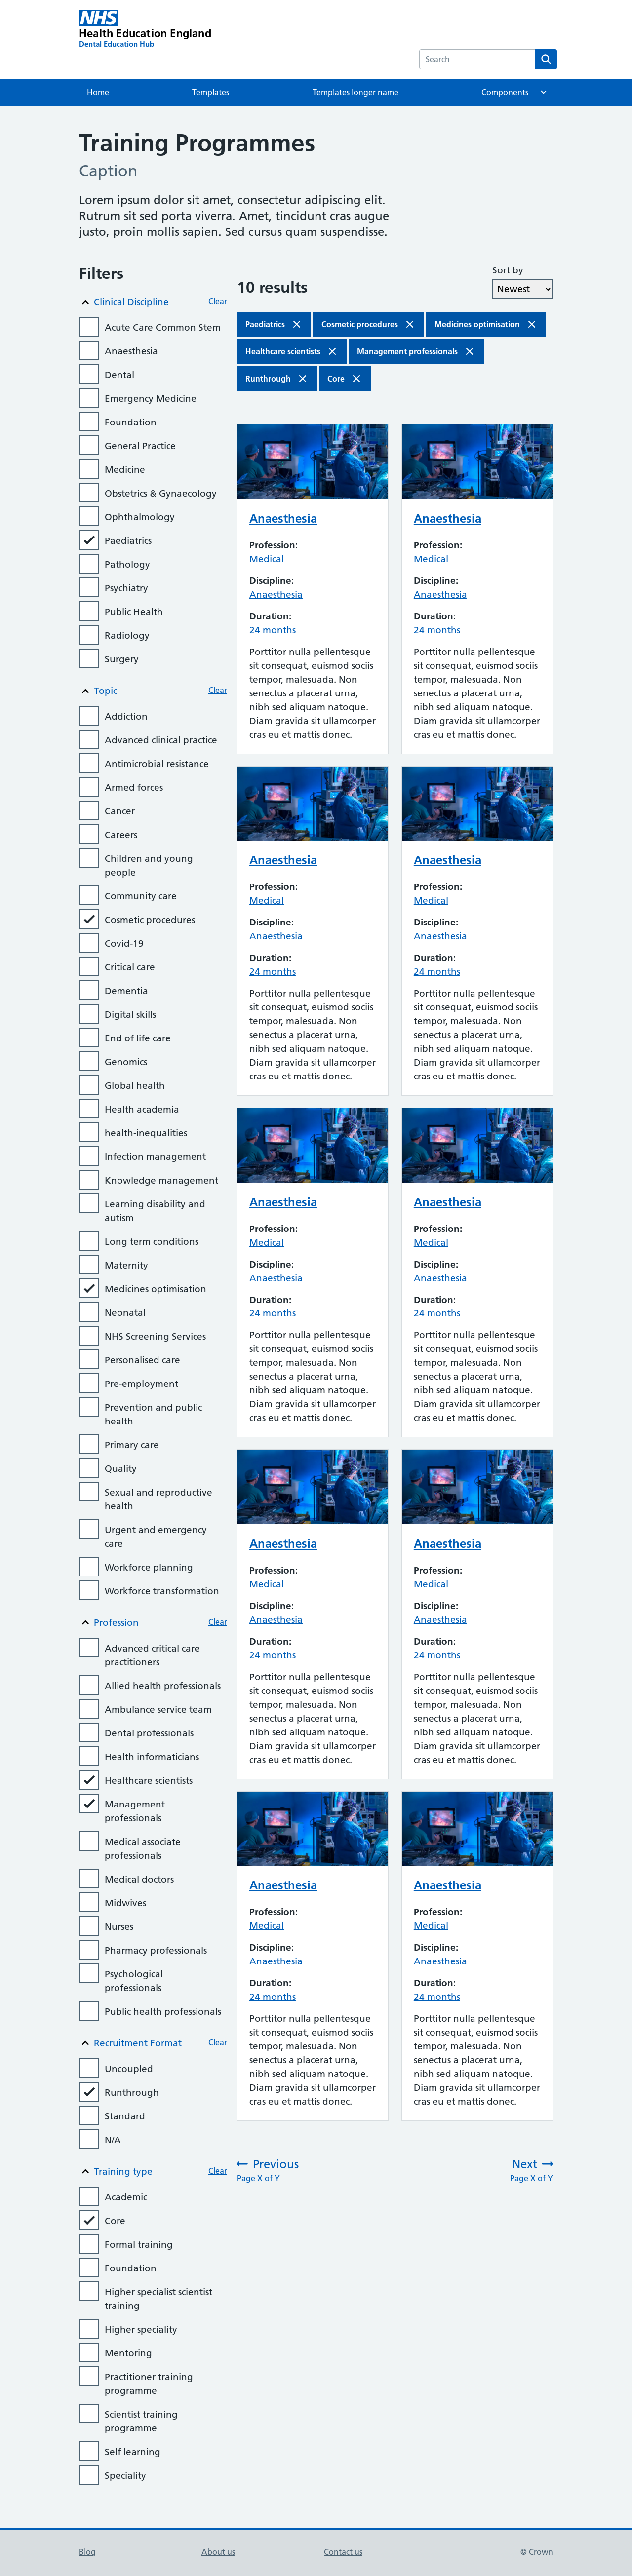 NHS
Health Education England
Dental Education Hub
Search
Home
Templates
Templates longer name
Components
Training Programmes
Caption
Lorem ipsum dolor sit amet, consectetur adipiscing elit.
Rutrum sit sed porta viverra. Amet, tincidunt cras augue
justo, proin mollis sapien. Sed cursus quam suspendisse.
Filters
Clinical Discipline
Clear
Acute Care Common Stem
Anaesthesia
Dental
Emergency Medicine
Foundation
General Practice
Medicine
Obstetrics & Gynaecology
Ophthalmology
Paediatrics
Pathology
Psychiatry
Public Health
Radiology
Surgery
Topic
Clear
Addiction
Advanced clinical practice
Antimicrobial resistance
Armed forces
Cancer
Careers
Children and young
people
Community care
Cosmetic procedures
Covid-19
Critical care
Dementia
Digital skills
End of life care
Genomics
Global health
Health academia
health-inequalities
Infection management
Knowledge management
Learning disability and
autism
Long term conditions
Maternity
Medicines optimisation
Neonatal
NHS Screening Services
Personalised care
Pre-employment
Prevention and public
health
Primary care
Quality
Sexual and reproductive
health
Urgent and emergency
care
Workforce planning
Workforce transformation
Profession
Clear
Advanced critical care
practitioners
Allied health professionals
Ambulance service team
Dental professionals
Health informaticians
Healthcare scientists
Management
professionals
Medical associate
professionals
Medical doctors
Midwives
Nurses
Pharmacy professionals
Psychological
professionals
Public health professionals
Recruitment Format
Clear
Uncoupled
Runthrough
Standard
N/A
Training type
Clear
Academic
Core
Formal training
Foundation
Higher specialist scientist
training
Higher speciality
Mentoring
Practitioner training
programme
Scientist training
programme
Self learning
Speciality
10 results
Sort by
Newest
Paediatrics
Cosmetic procedures
Medicines optimisation
Healthcare scientists
Management professionals
Runthrough
Core
Anaesthesia
Profession:
Medical
Discipline:
Anaesthesia
Duration:
24 months
Porttitor nulla pellentesque
sit consequat, euismod sociis
tempor, malesuada. Non
senectus a placerat urna,
nibh sed aliquam natoque.
Diam gravida sit ullamcorper
cras eu et mattis donec.
Anaesthesia
Profession:
Medical
Discipline:
Anaesthesia
Duration:
24 months
Porttitor nulla pellentesque
sit consequat, euismod sociis
tempor, malesuada. Non
senectus a placerat urna,
nibh sed aliquam natoque.
Diam gravida sit ullamcorper
cras eu et mattis donec.
Anaesthesia
Profession:
Medical
Discipline:
Anaesthesia
Duration:
24 months
Porttitor nulla pellentesque
sit consequat, euismod sociis
tempor, malesuada. Non
senectus a placerat urna,
nibh sed aliquam natoque.
Diam gravida sit ullamcorper
cras eu et mattis donec.
Anaesthesia
Profession:
Medical
Discipline:
Anaesthesia
Duration:
24 months
Porttitor nulla pellentesque
sit consequat, euismod sociis
tempor, malesuada. Non
senectus a placerat urna,
nibh sed aliquam natoque.
Diam gravida sit ullamcorper
cras eu et mattis donec.
Anaesthesia
Profession:
Medical
Discipline:
Anaesthesia
Duration:
24 months
Porttitor nulla pellentesque
sit consequat, euismod sociis
tempor, malesuada. Non
senectus a placerat urna,
nibh sed aliquam natoque.
Diam gravida sit ullamcorper
cras eu et mattis donec.
Anaesthesia
Profession:
Medical
Discipline:
Anaesthesia
Duration:
24 months
Porttitor nulla pellentesque
sit consequat, euismod sociis
tempor, malesuada. Non
senectus a placerat urna,
nibh sed aliquam natoque.
Diam gravida sit ullamcorper
cras eu et mattis donec.
Anaesthesia
Profession:
Medical
Discipline:
Anaesthesia
Duration:
24 months
Porttitor nulla pellentesque
sit consequat, euismod sociis
tempor, malesuada. Non
senectus a placerat urna,
nibh sed aliquam natoque.
Diam gravida sit ullamcorper
cras eu et mattis donec.
Anaesthesia
Profession:
Medical
Discipline:
Anaesthesia
Duration:
24 months
Porttitor nulla pellentesque
sit consequat, euismod sociis
tempor, malesuada. Non
senectus a placerat urna,
nibh sed aliquam natoque.
Diam gravida sit ullamcorper
cras eu et mattis donec.
Anaesthesia
Profession:
Medical
Discipline:
Anaesthesia
Duration:
24 months
Porttitor nulla pellentesque
sit consequat, euismod sociis
tempor, malesuada. Non
senectus a placerat urna,
nibh sed aliquam natoque.
Diam gravida sit ullamcorper
cras eu et mattis donec.
Anaesthesia
Profession:
Medical
Discipline:
Anaesthesia
Duration:
24 months
Porttitor nulla pellentesque
sit consequat, euismod sociis
tempor, malesuada. Non
senectus a placerat urna,
nibh sed aliquam natoque.
Diam gravida sit ullamcorper
cras eu et mattis donec.
Previous
Page X of Y
Next
Page X of Y
Blog
About us
Contact us
© Crown